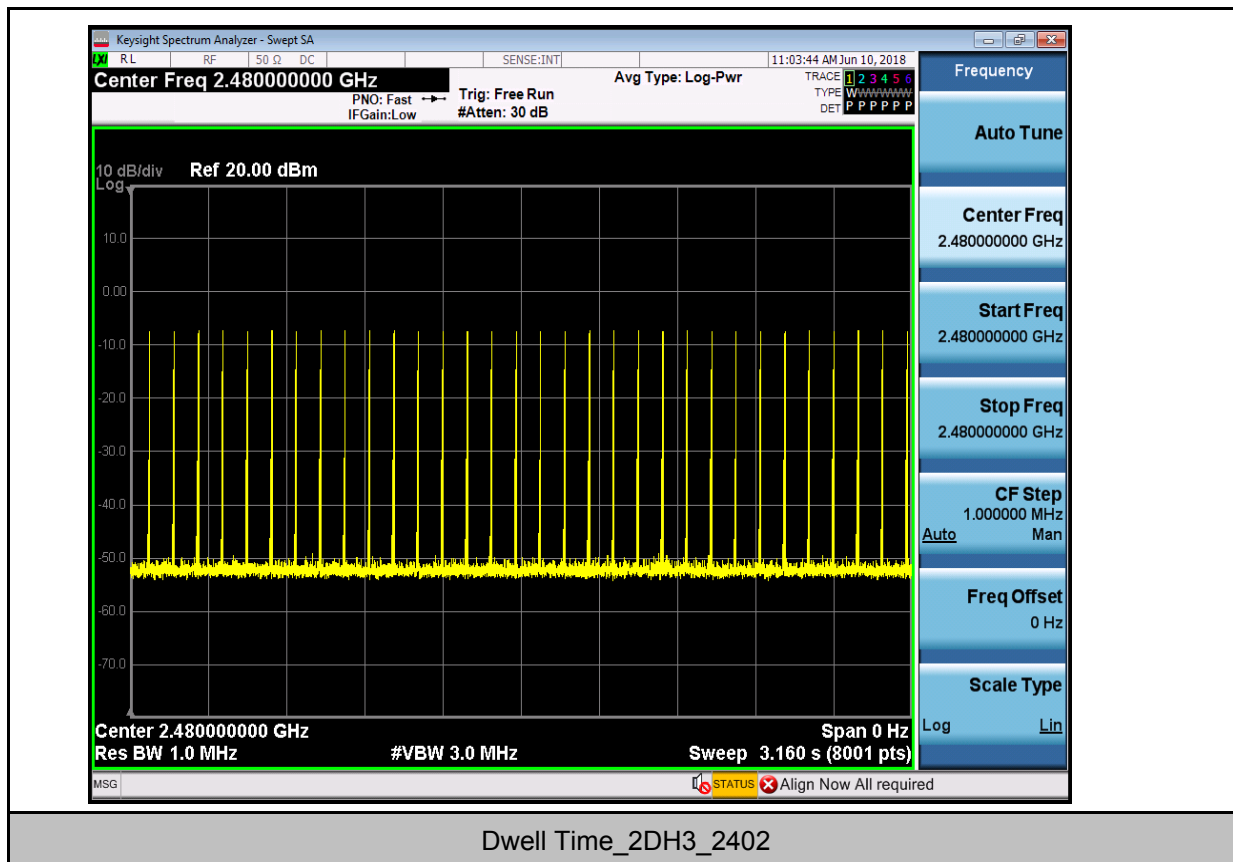 Keysight Spectrum Analyzer - Swept SA
LXI RL RF 50 Ω DC SENSE:INT 11:03:44 AM Jun 10, 2018
Center Freq 2.480000000 GHz
PNO: Fast
IFGain:Low
Trig: Free Run
#Atten: 30 dB
Avg Type: Log-Pwr
TRACE 1 2 3 4 5 6
TYPE WWWWWW
DET P P P P P P
10 dB/div
Log
Ref 20.00 dBm
10.0
0.00
-10.0
-20.0
-30.0
-40.0
-50.0
-60.0
-70.0
Center 2.480000000 GHz
Span 0 Hz
Res BW 1.0 MHz
#VBW 3.0 MHz
Sweep 3.160 s (8001 pts)
MSG
STATUS
Align Now All required
Frequency
Auto Tune
Center Freq
2.480000000 GHz
Start Freq
2.480000000 GHz
Stop Freq
2.480000000 GHz
CF Step
1.000000 MHz
Auto Man
Freq Offset
0 Hz
Scale Type
Log Lin
Dwell Time_2DH3_2402